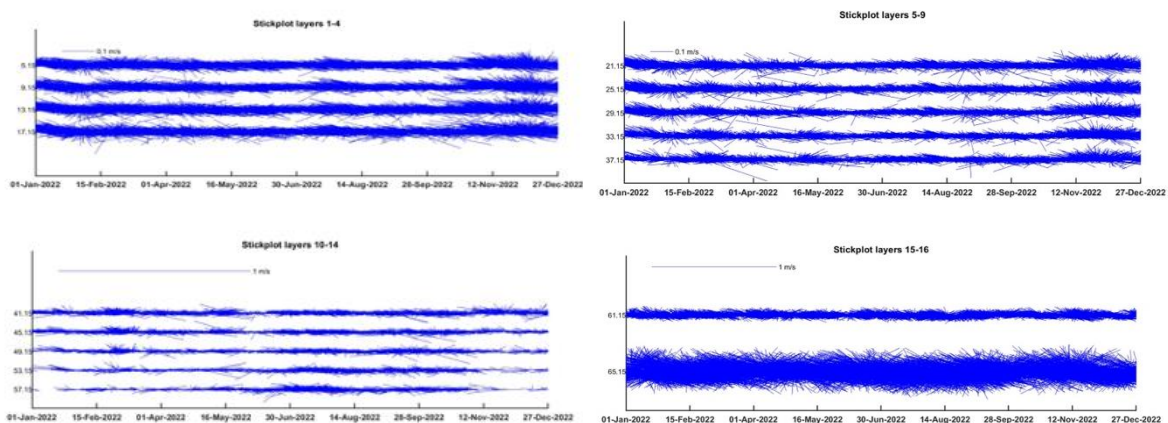 Stickplot layers 1-4
0.1 m/s
5.15
9.15
13.15
17.15
01-Jan-2022 15-Feb-2022 01-Apr-2022 16-May-2022 30-Jun-2022 14-Aug-2022 28-Sep-2022 12-Nov-2022 27-Dec-2022
Stickplot layers 5-9
0.1 m/s
21.15
25.15
29.15
33.15
37.15
01-Jan-2022 15-Feb-2022 01-Apr-2022 16-May-2022 30-Jun-2022 14-Aug-2022 28-Sep-2022 12-Nov-2022 27-Dec-2022
Stickplot layers 10-14
1 m/s
41.15
45.15
49.15
53.15
57.15
01-Jan-2022 15-Feb-2022 01-Apr-2022 16-May-2022 30-Jun-2022 14-Aug-2022 28-Sep-2022 12-Nov-2022 27-Dec-2022
Stickplot layers 15-16
1 m/s
61.15
65.15
01-Jan-2022 15-Feb-2022 01-Apr-2022 16-May-2022 30-Jun-2022 14-Aug-2022 28-Sep-2022 12-Nov-2022 27-Dec-2022